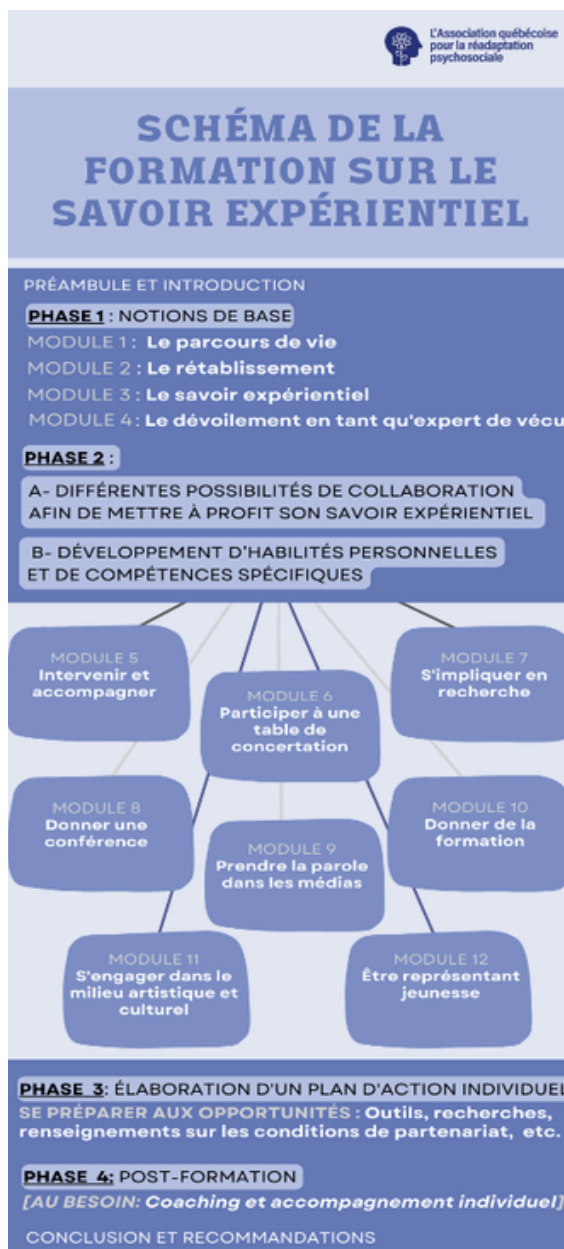 L'Association québécoise
pour la réadaptation
psychosociale
SCHÉMA DE LA
FORMATION SUR LE
SAVOIR EXPÉRIENTIEL
PRÉAMBULE ET INTRODUCTION
PHASE 1 : NOTIONS DE BASE
MODULE 1 : Le parcours de vie
MODULE 2 : Le rétablissement
MODULE 3 : Le savoir expérientiel
MODULE 4 : Le dévoilement en tant qu'expert de vécu
PHASE 2 :
A- DIFFÉRENTES POSSIBILITÉS DE COLLABORATION
AFIN DE METTRE À PROFIT SON SAVOIR EXPÉRIENTIEL
B- DÉVELOPPEMENT D'HABILITÉS PERSONNELLES
ET DE COMPÉTENCES SPÉCIFIQUES
MODULE 5
Intervenir et
accompagner
MODULE 6
Participer à une
table de
concertation
MODULE 7
S'impliquer en
recherche
MODULE 8
Donner une
conférence
MODULE 9
Prendre la parole
dans les médias
MODULE 10
Donner de la
formation
MODULE 11
S'engager dans le
milieu artistique et
culturel
MODULE 12
Être représentant
jeunesse
PHASE 3: ÉLABORATION D'UN PLAN D'ACTION INDIVIDUEL
SE PRÉPARER AUX OPPORTUNITÉS : Outils, recherches,
renseignements sur les conditions de partenariat, etc.
PHASE 4: POST-FORMATION
[AU BESOIN: Coaching et accompagnement individuel]
CONCLUSION ET RECOMMANDATIONS